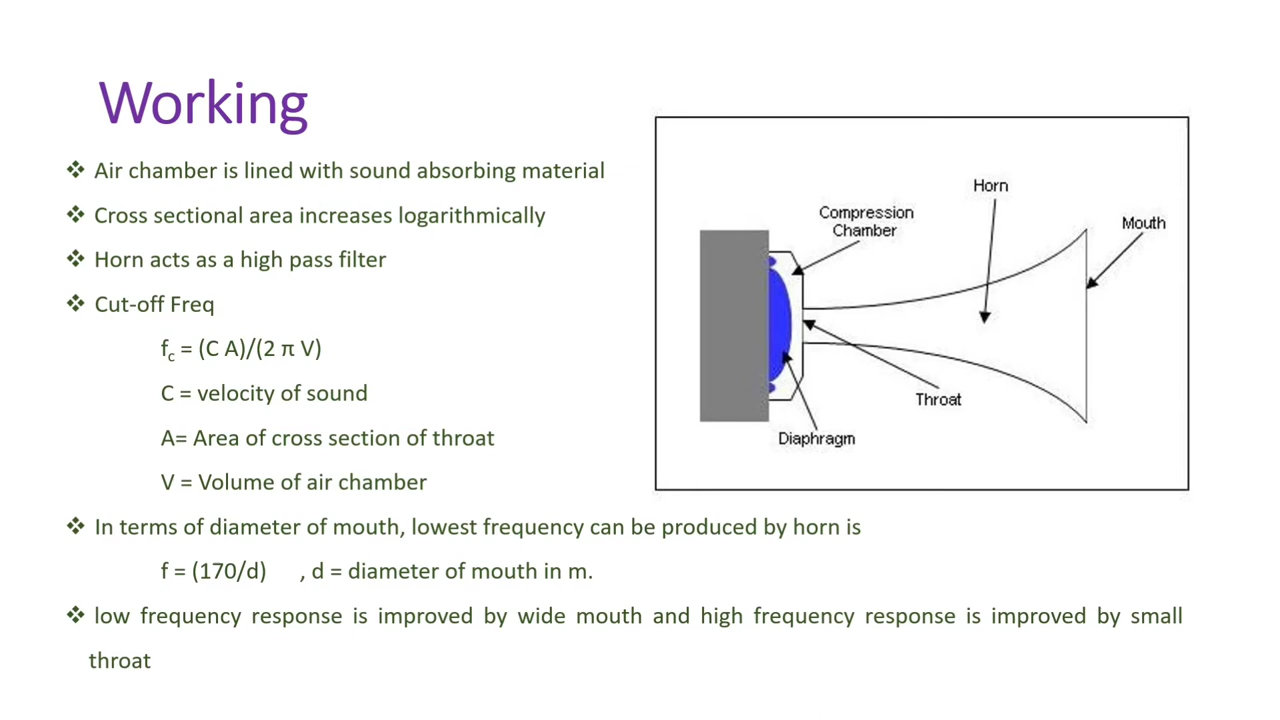 Working
❖ Air chamber is lined with sound absorbing material
❖ Cross sectional area increases logarithmically
❖ Horn acts as a high pass filter
❖ Cut-off Freq
fc = (C A)/(2 π V)
C = velocity of sound
A= Area of cross section of throat
V = Volume of air chamber
❖ In terms of diameter of mouth, lowest frequency can be produced by horn is
f = (170/d) , d = diameter of mouth in m.
❖ low frequency response is improved by wide mouth and high frequency response is improved by small
throat
Horn
Compression
Chamber
Mouth
Throat
Diaphragm